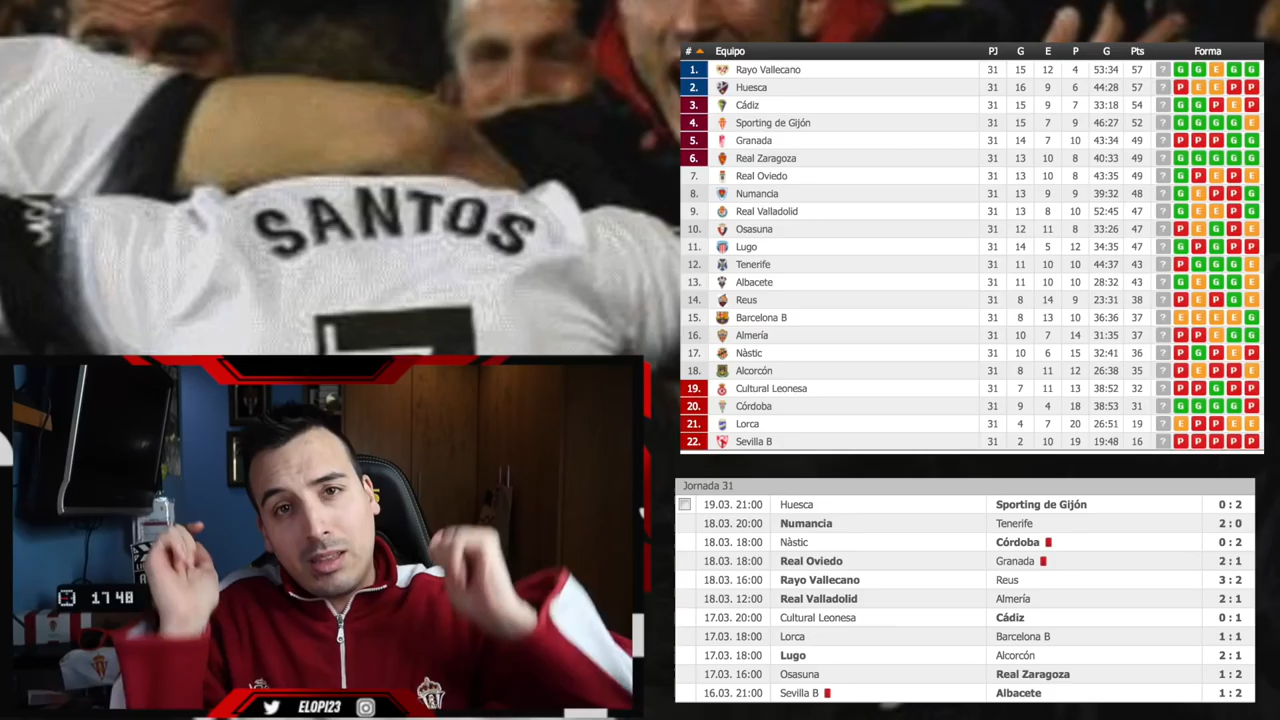 SANTOS
# Equipo PJ G E P G Pts Forma
1. Rayo Vallecano 31 15 12 4 53:34 57 ? G G E G G
2. Huesca 31 16 9 6 44:28 57 ? P E E P P
3. Cádiz 31 15 9 7 33:18 54 ? G G P E P
4. Sporting de Gijón 31 15 7 9 46:27 52 ? G G G G E
5. Granada 31 14 7 10 43:34 49 ? P P P G G
6. Real Zaragoza 31 13 10 8 40:33 49 ? G G G G G
7. Real Oviedo 31 13 10 8 43:35 49 ? G P E P E
8. Numancia 31 13 9 9 39:32 48 ? G E P P G
9. Real Valladolid 31 13 8 10 52:45 47 ? G E E P G
10. Osasuna 31 12 11 8 33:26 47 ? P E G P E
11. Lugo 31 14 5 12 34:35 47 ? G P G P P
12. Tenerife 31 11 10 10 44:37 43 ? P G G G E
13. Albacete 31 11 10 10 28:32 43 ? G E G G E
14. Reus 31 8 14 9 23:31 38 ? P E P G E
15. Barcelona B 31 8 13 10 36:36 37 ? E E E E G
16. Almería 31 10 7 14 31:35 37 ? P P E G G
17. Nàstic 31 10 6 15 32:41 36 ? P G P E P
18. Alcorcón 31 8 11 12 26:38 35 ? P E P P E
19. Cultural Leonesa 31 7 11 13 38:52 32 ? P P G P P
20. Córdoba 31 9 4 18 38:53 31 ? G G G G P
21. Lorca 31 4 7 20 26:51 19 ? E P P E E
22. Sevilla B 31 2 10 19 19:48 16 ? P P P P P
Jornada 31
19.03. 21:00 Huesca Sporting de Gijón 0 : 2
18.03. 20:00 Numancia Tenerife 2 : 0
18.03. 18:00 Nàstic Córdoba 0 : 2
18.03. 18:00 Real Oviedo Granada 2 : 1
18.03. 16:00 Rayo Vallecano Reus 3 : 2
18.03. 12:00 Real Valladolid Almería 2 : 1
17.03. 20:00 Cultural Leonesa Cádiz 0 : 1
17.03. 18:00 Lorca Barcelona B 1 : 1
17.03. 18:00 Lugo Alcorcón 2 : 1
17.03. 16:00 Osasuna Real Zaragoza 1 : 2
16.03. 21:00 Sevilla B Albacete 1 : 2
17 48
ELOPI23